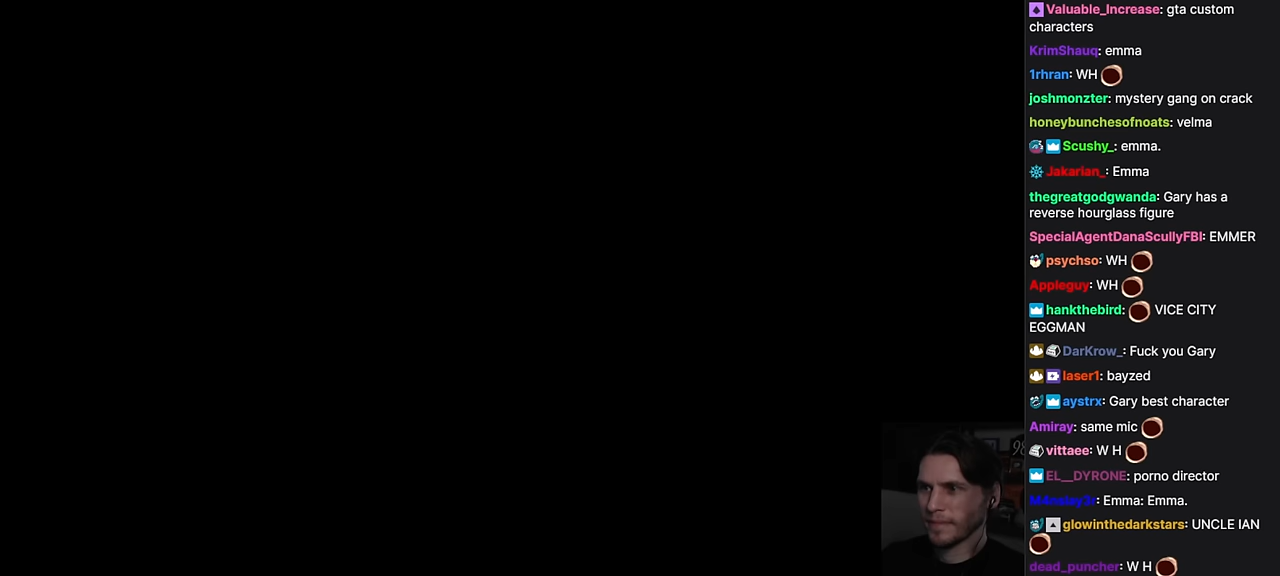 Valuable_Increase: gta custom
characters
KrimShauq: emma
1rhran: WH
joshmonzter: mystery gang on crack
honeybunchesofnoats: velma
Scushy_: emma.
Jakarian_: Emma
thegreatgodgwanda: Gary has a
reverse hourglass figure
SpecialAgentDanaScullyFBI: EMMER
psychso: WH
Appleguy: WH
hankthebird: VICE CITY
EGGMAN
DarKrow_: Fuck you Gary
laser1: bayzed
aystrx: Gary best character
Amiray: same mic
98
vittaee: W H
EL__DYRONE: porno director
Emma: Emma.
glowinthedarkstars: UNCLE IAN
dead_puncher: W H